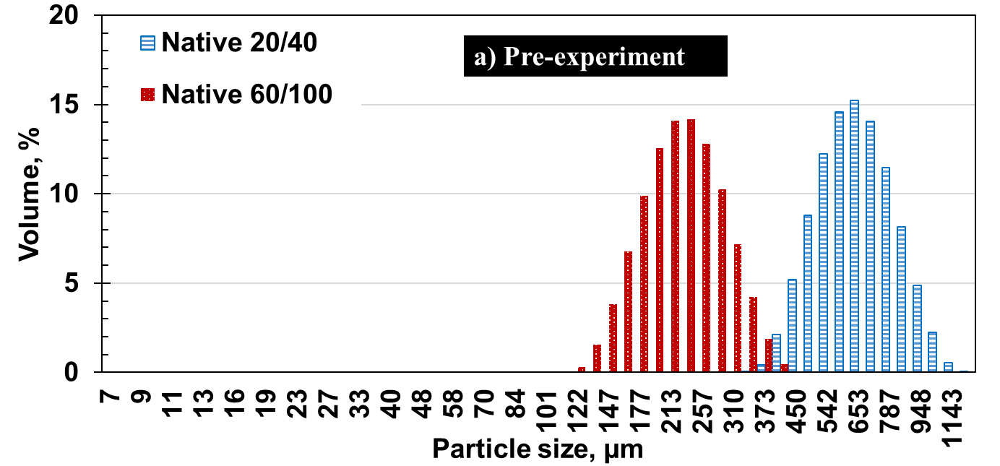 20
15
10
5
0
Volume, %
Native 20/40
Native 60/100
a) Pre-experiment
7 9 11 13 16 19 23 27 33 40 48 58 70 84 101 122 147 177 213 257 310 373 450 542 653 787 948 1143
Particle size, µm